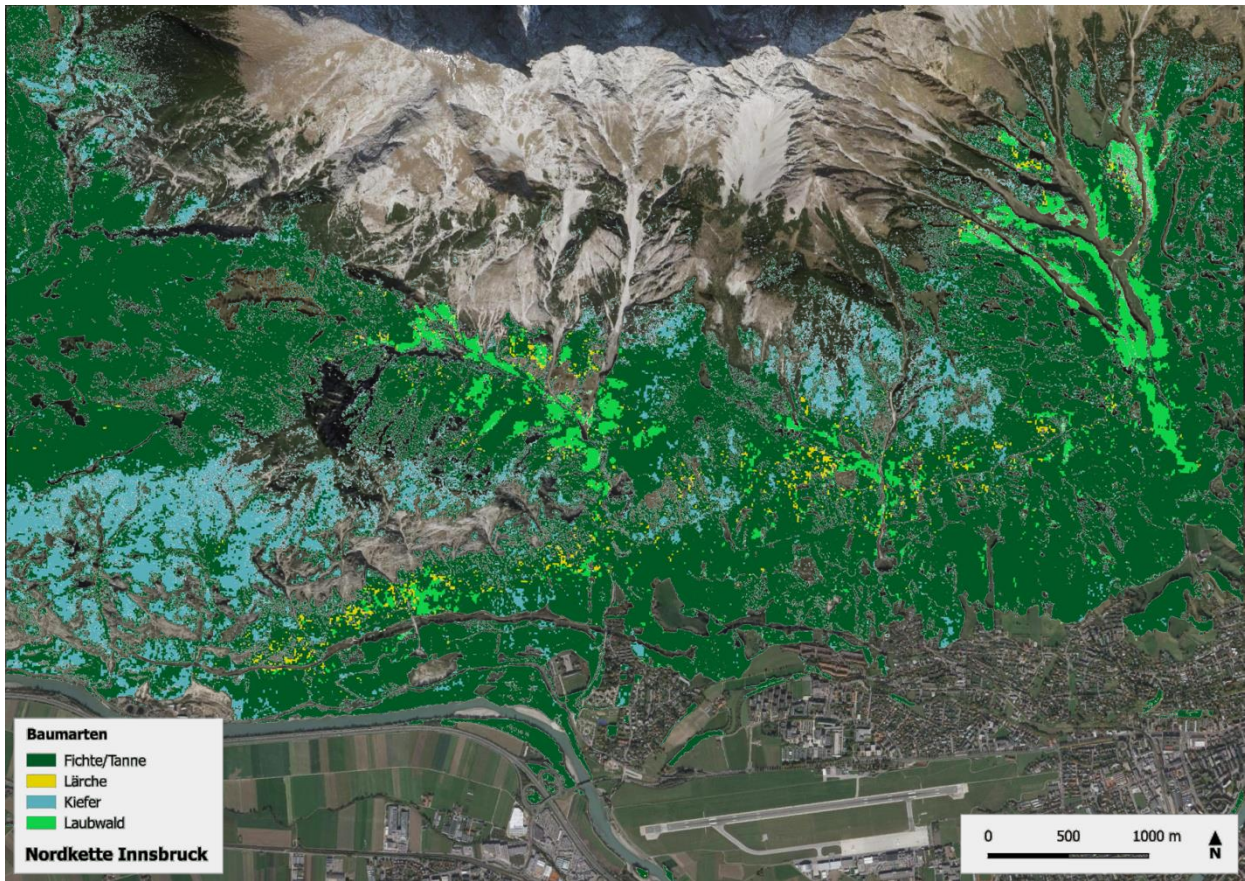 Baumarten
Fichte/Tanne
Lärche
Kiefer
Laubwald
Nordkette Innsbruck
0 500 1000 m
N